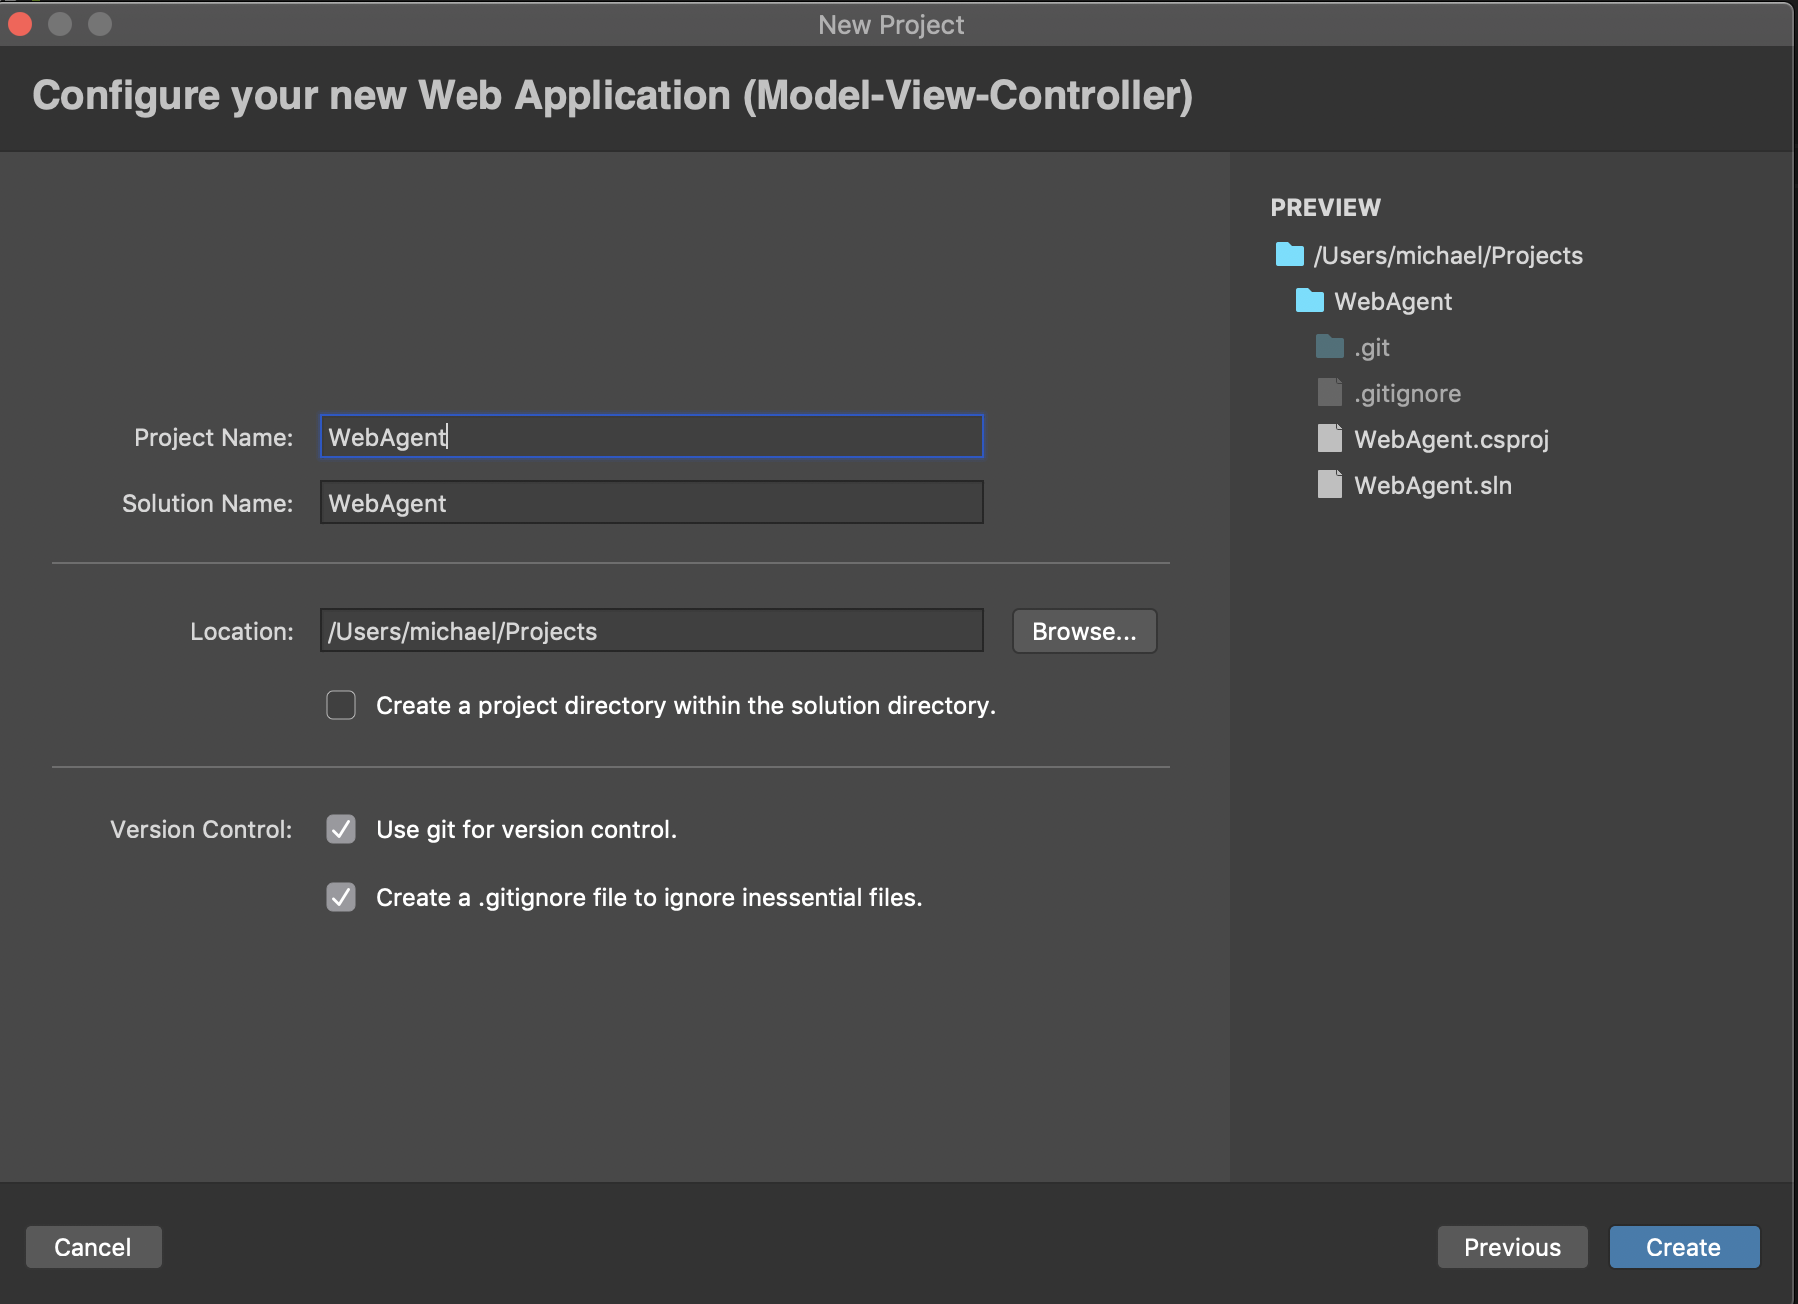 New Project
Configure your new Web Application (Model-View-Controller)
Project Name: WebAgent
Solution Name: WebAgent
Location: /Users/michael/Projects Browse...
Create a project directory within the solution directory.
Version Control: Use git for version control.
Create a .gitignore file to ignore inessential files.
PREVIEW
/Users/michael/Projects
WebAgent
.git
.gitignore
WebAgent.csproj
WebAgent.sln
Cancel
Previous
Create